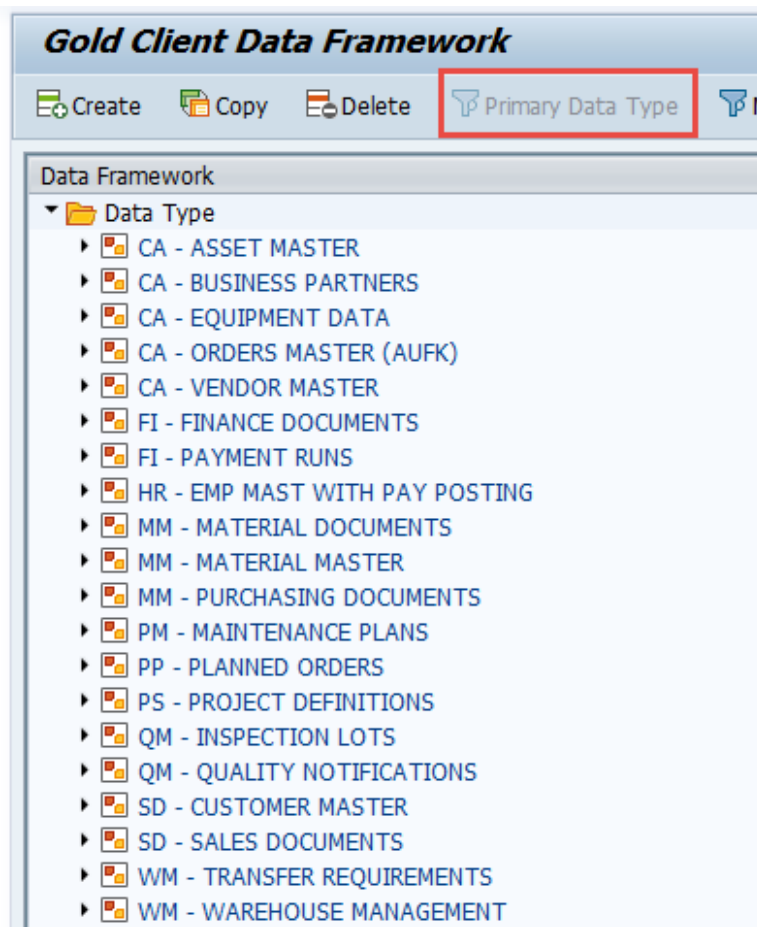 Gold Client Data Framework
Create Copy Delete Primary Data Type
Data Framework
Data Type
CA - ASSET MASTER
CA - BUSINESS PARTNERS
CA - EQUIPMENT DATA
CA - ORDERS MASTER (AUFK)
CA - VENDOR MASTER
FI - FINANCE DOCUMENTS
FI - PAYMENT RUNS
HR - EMP MAST WITH PAY POSTING
MM - MATERIAL DOCUMENTS
MM - MATERIAL MASTER
MM - PURCHASING DOCUMENTS
PM - MAINTENANCE PLANS
PP - PLANNED ORDERS
PS - PROJECT DEFINITIONS
QM - INSPECTION LOTS
QM - QUALITY NOTIFICATIONS
SD - CUSTOMER MASTER
SD - SALES DOCUMENTS
WM - TRANSFER REQUIREMENTS
WM - WAREHOUSE MANAGEMENT